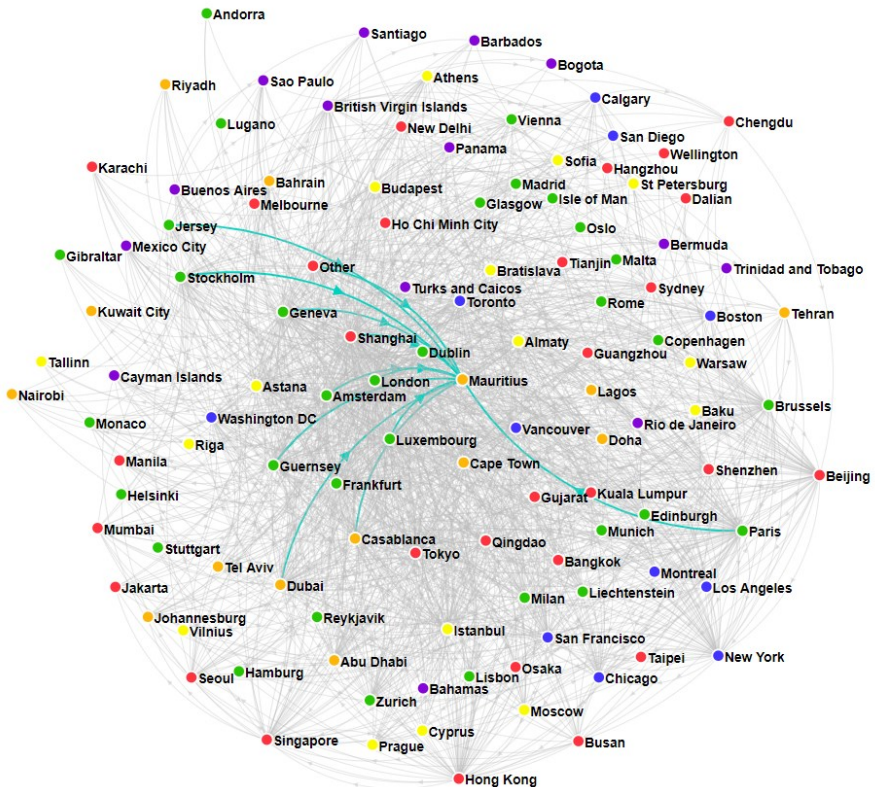 Andorra
Santiago
Barbados
Bogota
Athens
Riyadh
Sao Paulo
Calgary
British Virgin Islands
Vienna
Chengdu
Lugano
New Delhi
San Diego
Panama
Wellington
Sofia
Karachi
Hangzhou
Bahrain
Madrid
St Petersburg
Buenos Aires
Budapest
Isle of Man
Dalian
Melbourne
Glasgow
Jersey
Ho Chi Minh City
Oslo
Mexico City
Bermuda
Gibraltar
Other
Tianjin
Malta
Bratislava
Trinidad and Tobago
Stockholm
Turks and Caicos
Sydney
Toronto
Rome
Kuwait City
Geneva
Boston
Tehran
Shanghai
Almaty
Copenhagen
Dublin
Guangzhou
Tallinn
Warsaw
Cayman Islands
London
Mauritius
Astana
Lagos
Nairobi
Amsterdam
Brussels
Baku
Washington DC
Monaco
Vancouver
Rio de Janeiro
Riga
Luxembourg
Doha
Manila
Guernsey
Cape Town
Shenzhen
Beijing
Frankfurt
Helsinki
Gujarat
Kuala Lumpur
Edinburgh
Mumbai
Munich
Paris
Casablanca
Qingdao
Stuttgart
Tokyo
Bangkok
Tel Aviv
Montreal
Jakarta
Dubai
Los Angeles
Liechtenstein
Milan
Johannesburg
Reykjavik
Vilnius
Istanbul
San Francisco
Abu Dhabi
Taipei
New York
Hamburg
Osaka
Seoul
Lisbon
Chicago
Bahamas
Zurich
Moscow
Cyprus
Singapore
Prague
Busan
Hong Kong